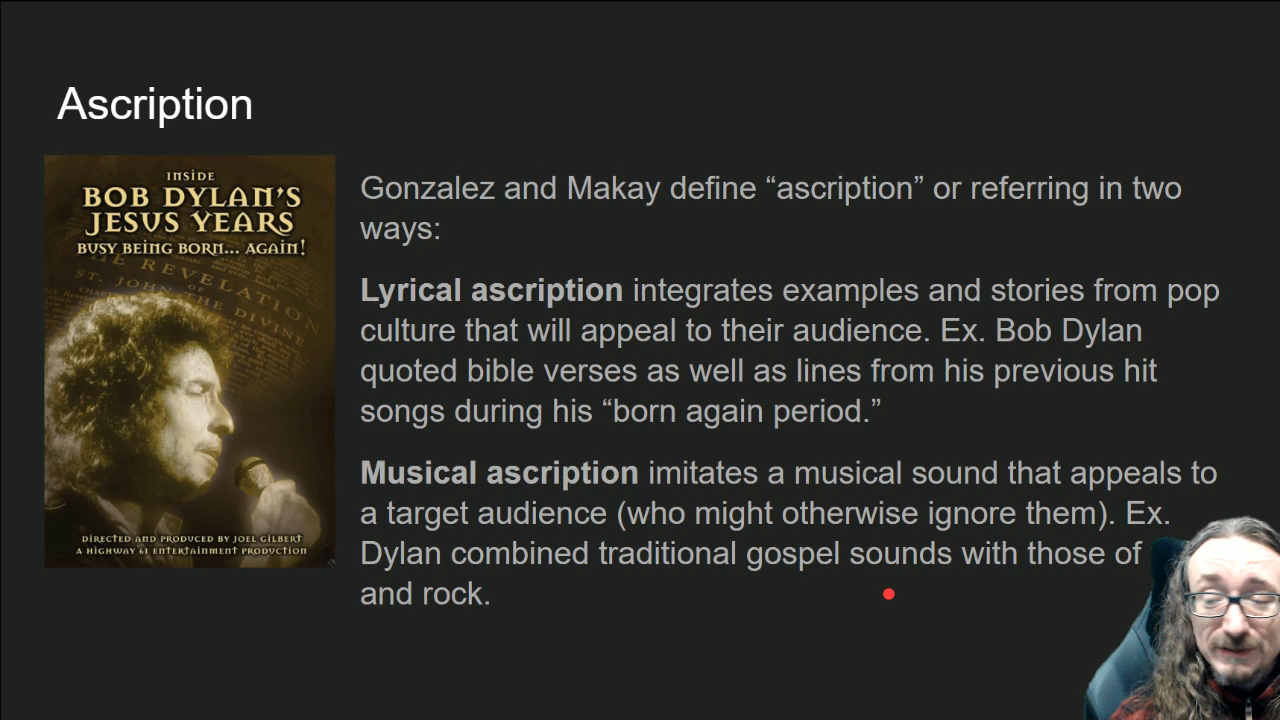 Ascription
INSIDE
BOB DYLAN'S
JESUS YEARS
BUSY BEING BORN... AGAIN!
THE REVELATION
OF
ST. JOHN THE DIVINE
DIRECTED AND PRODUCED BY JOEL GILBERT
A HIGHWAY 61 ENTERTAINMENT PRODUCTION
Gonzalez and Makay define “ascription” or referring in two
ways:
Lyrical ascription integrates examples and stories from pop
culture that will appeal to their audience. Ex. Bob Dylan
quoted bible verses as well as lines from his previous hit
songs during his “born again period.”
Musical ascription imitates a musical sound that appeals to
a target audience (who might otherwise ignore them). Ex.
Dylan combined traditional gospel sounds with those of
and rock.